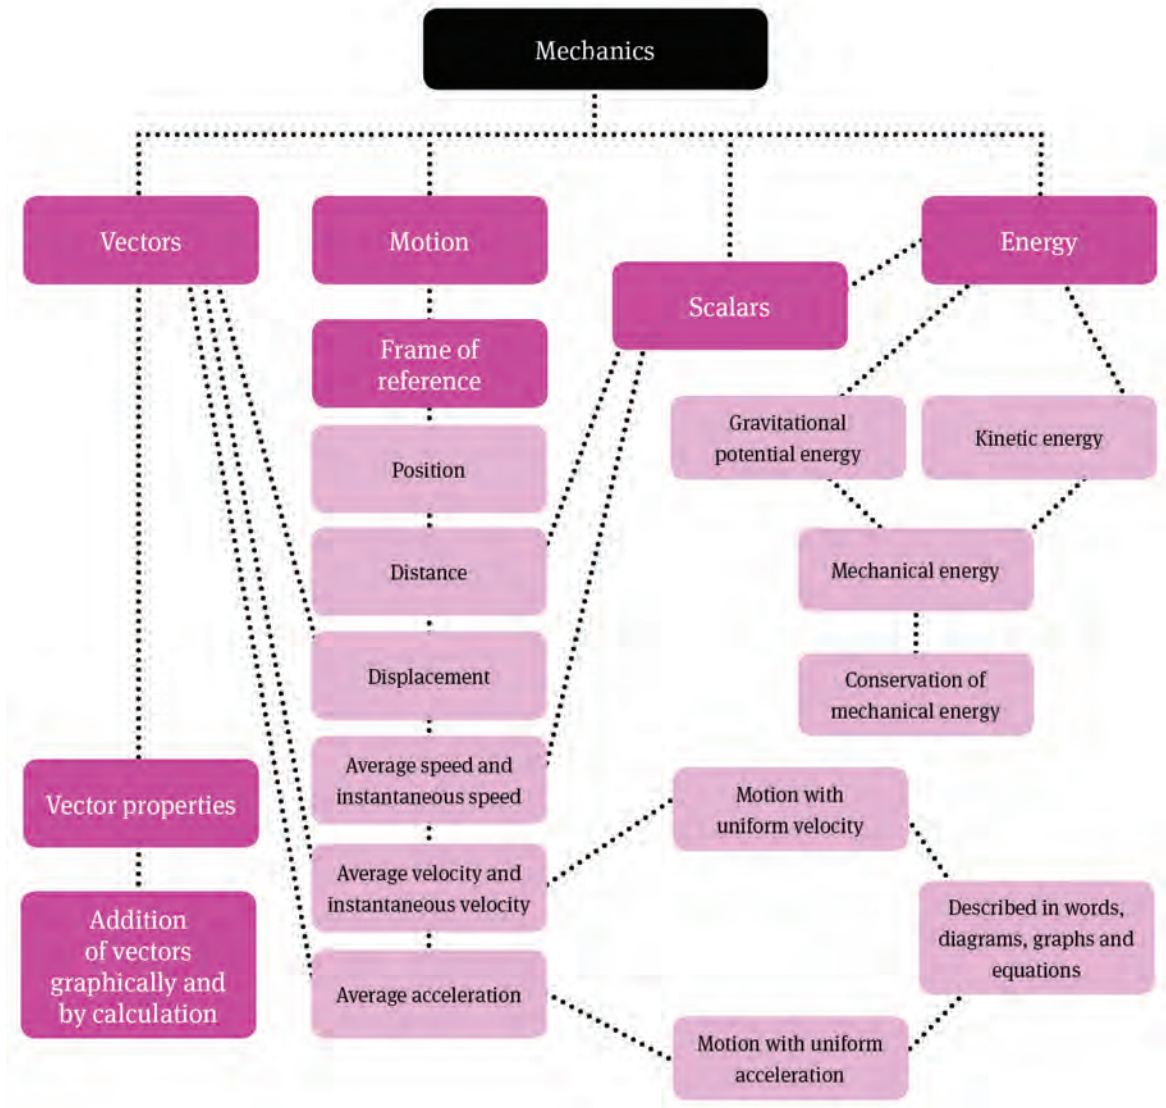 Mechanics
Vectors
Motion
Energy
Scalars
Frame of
reference
Gravitational
potential energy
Kinetic energy
Position
Distance
Mechanical energy
Displacement
Conservation of
mechanical energy
Vector properties
Average speed and
instantaneous speed
Motion with
uniform velocity
Average velocity and
instantaneous velocity
Addition
of vectors
graphically and
by calculation
Described in words,
diagrams, graphs and
equations
Average acceleration
Motion with uniform
acceleration